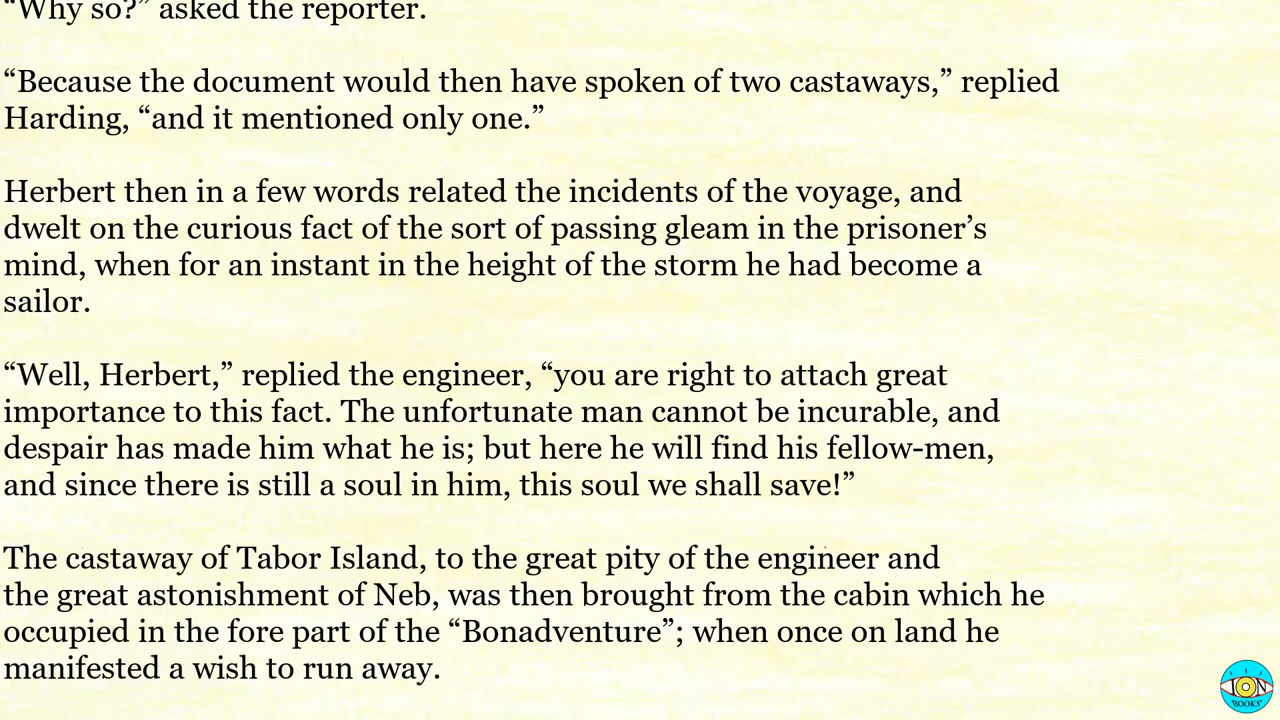 “Why so?” asked the reporter.
“Because the document would then have spoken of two castaways,” replied
Harding, “and it mentioned only one.”
Herbert then in a few words related the incidents of the voyage, and
dwelt on the curious fact of the sort of passing gleam in the prisoner’s
mind, when for an instant in the height of the storm he had become a
sailor.
“Well, Herbert,” replied the engineer, “you are right to attach great
importance to this fact. The unfortunate man cannot be incurable, and
despair has made him what he is; but here he will find his fellow-men,
and since there is still a soul in him, this soul we shall save!”
The castaway of Tabor Island, to the great pity of the engineer and
the great astonishment of Neb, was then brought from the cabin which he
occupied in the fore part of the “Bonadventure”; when once on land he
manifested a wish to run away.
ION
BOOKS